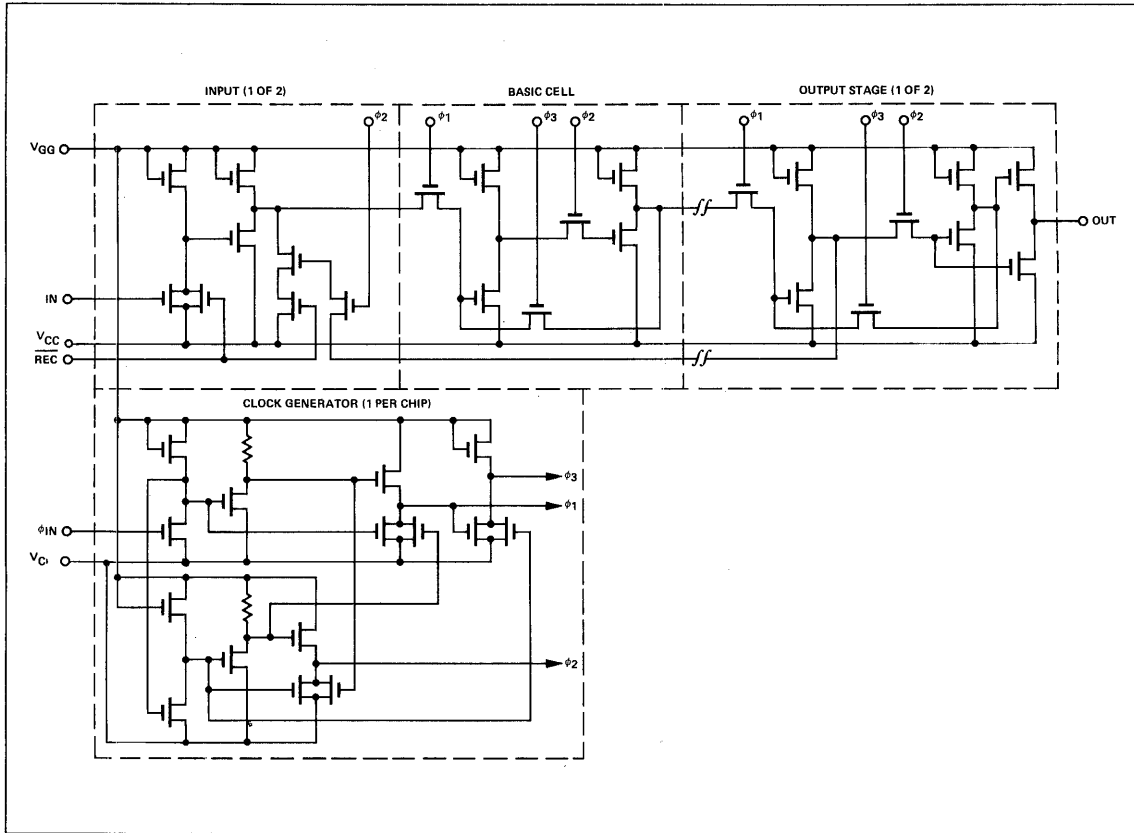 INPUT (1 OF 2)
BASIC CELL
OUTPUT STAGE (1 OF 2)
ϕ2
ϕ1
ϕ3
ϕ2
ϕ1
ϕ3
ϕ2
VGG
OUT
IN
VCC
REC
CLOCK GENERATOR (1 PER CHIP)
ϕ3
ϕ1
ϕIN
ϕ2